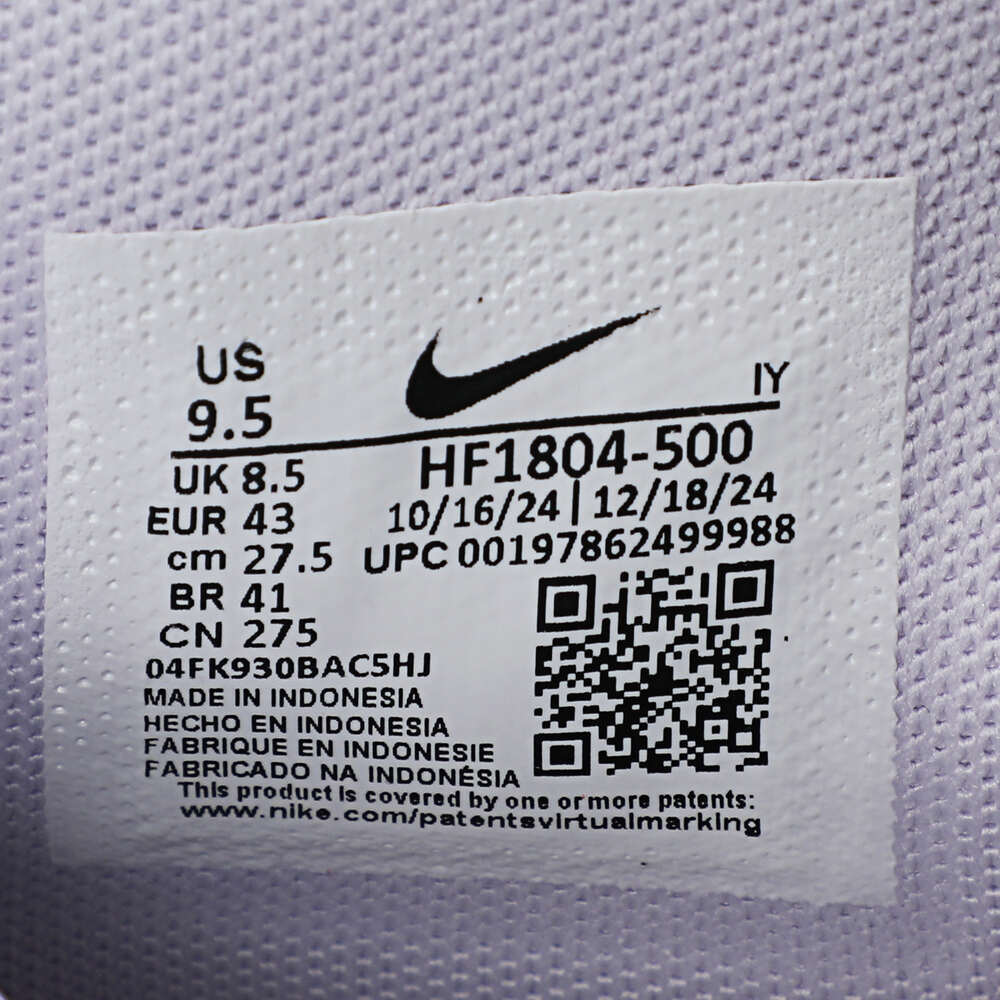 US
9.5
IY
UK 8.5
HF1804-500
EUR 43
10/16/24 | 12/18/24
cm 27.5
UPC 00197862499988
BR 41
CN 275
04FK930BAC5HJ
MADE IN INDONESIA
HECHO EN INDONESIA
FABRIQUE EN INDONESIE
FABRICADO NA INDONÉSIA
This product is covered by one or more patents:
www.nike.com/patentsvirtualmarking